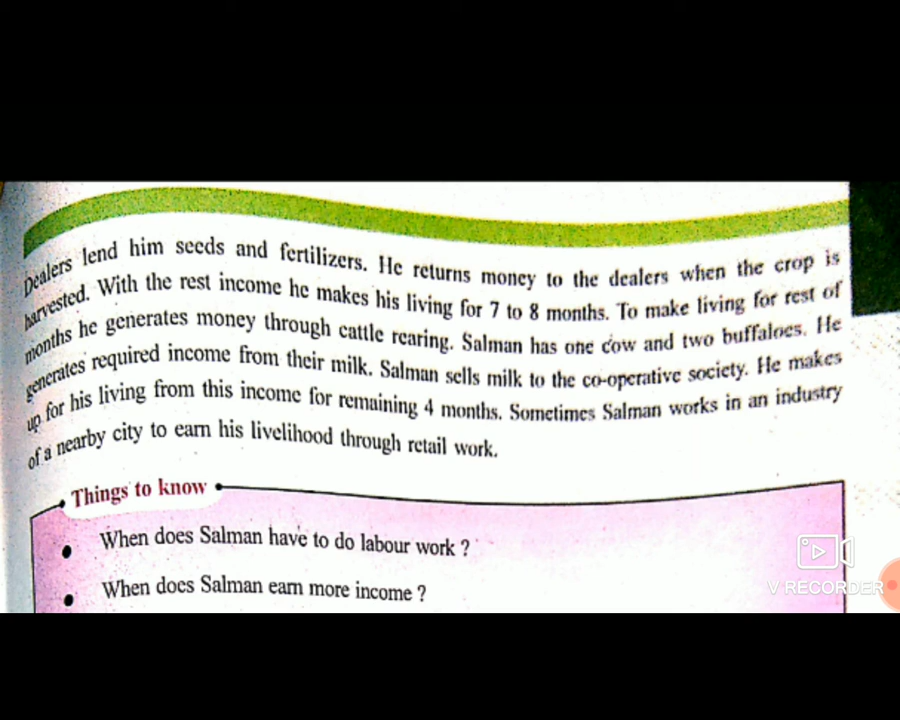 Dealers lend him seeds and fertilizers. He returns money to the dealers when the crop is
harvested. With the rest income he makes his living for 7 to 8 months. To make living for rest of
months he generates money through cattle rearing. Salman has one cow and two buffaloes. He
generates required income from their milk. Salman sells milk to the co-operative society. He makes
up for his living from this income for remaining 4 months. Sometimes Salman works in an industry
of a nearby city to earn his livelihood through retail work.
Things to know
• When does Salman have to do labour work ?
• When does Salman earn more income ?
V RECORDER